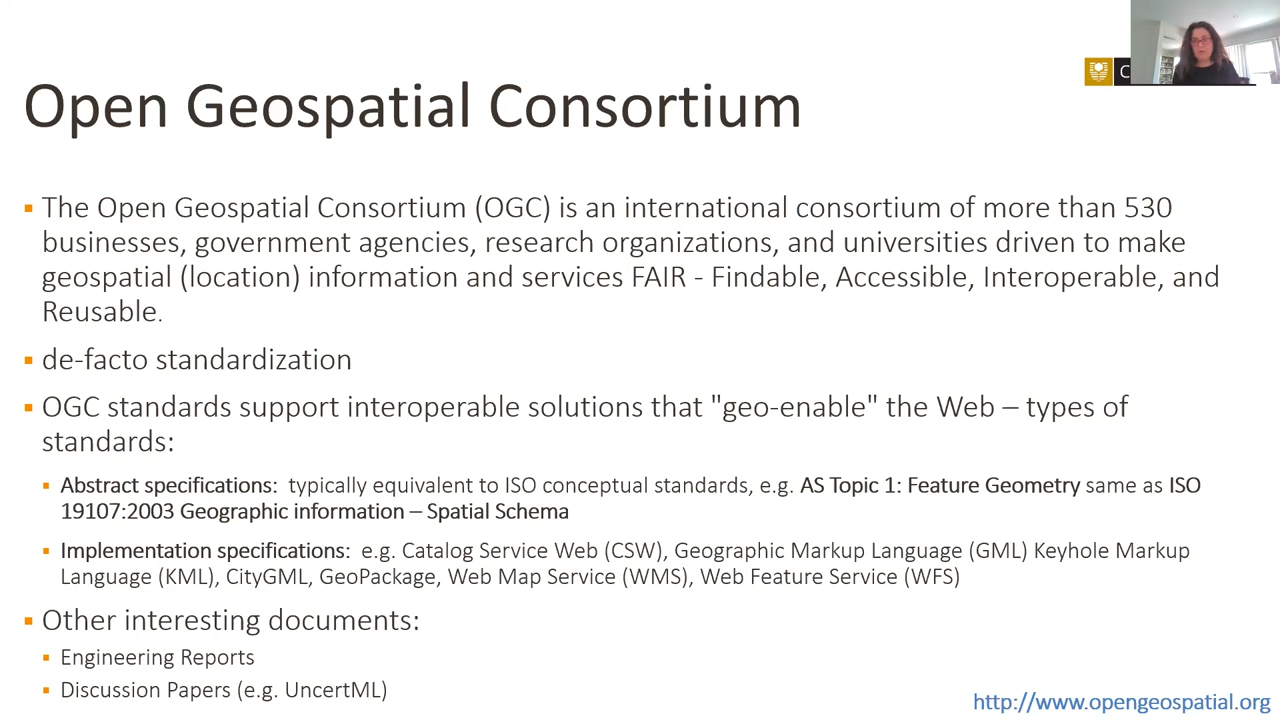 Open Geospatial Consortium
The Open Geospatial Consortium (OGC) is an international consortium of more than 530
businesses, government agencies, research organizations, and universities driven to make
geospatial (location) information and services FAIR - Findable, Accessible, Interoperable, and
Reusable.
de-facto standardization
OGC standards support interoperable solutions that "geo-enable" the Web – types of
standards:
Abstract specifications: typically equivalent to ISO conceptual standards, e.g. AS Topic 1: Feature Geometry same as ISO
19107:2003 Geographic information – Spatial Schema
Implementation specifications: e.g. Catalog Service Web (CSW), Geographic Markup Language (GML) Keyhole Markup
Language (KML), CityGML, GeoPackage, Web Map Service (WMS), Web Feature Service (WFS)
Other interesting documents:
Engineering Reports
Discussion Papers (e.g. UncertML)
http://www.opengeospatial.org